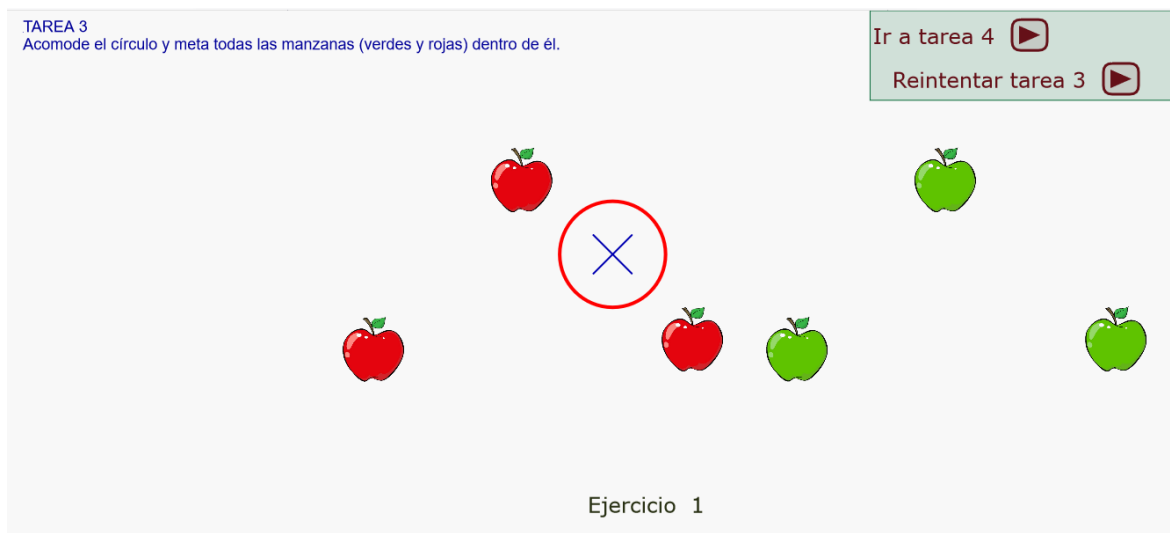 TAREA 3
Acomode el círculo y meta todas las manzanas (verdes y rojas) dentro de él.
Ir a tarea 4
Reintentar tarea 3
Ejercicio 1